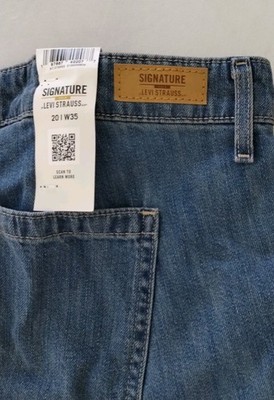 SIGNATURE
LEVI STRAUSS
20 | W35
SCAN TO
LEARN MORE
SIGNATURE
LEVI STRAUSS